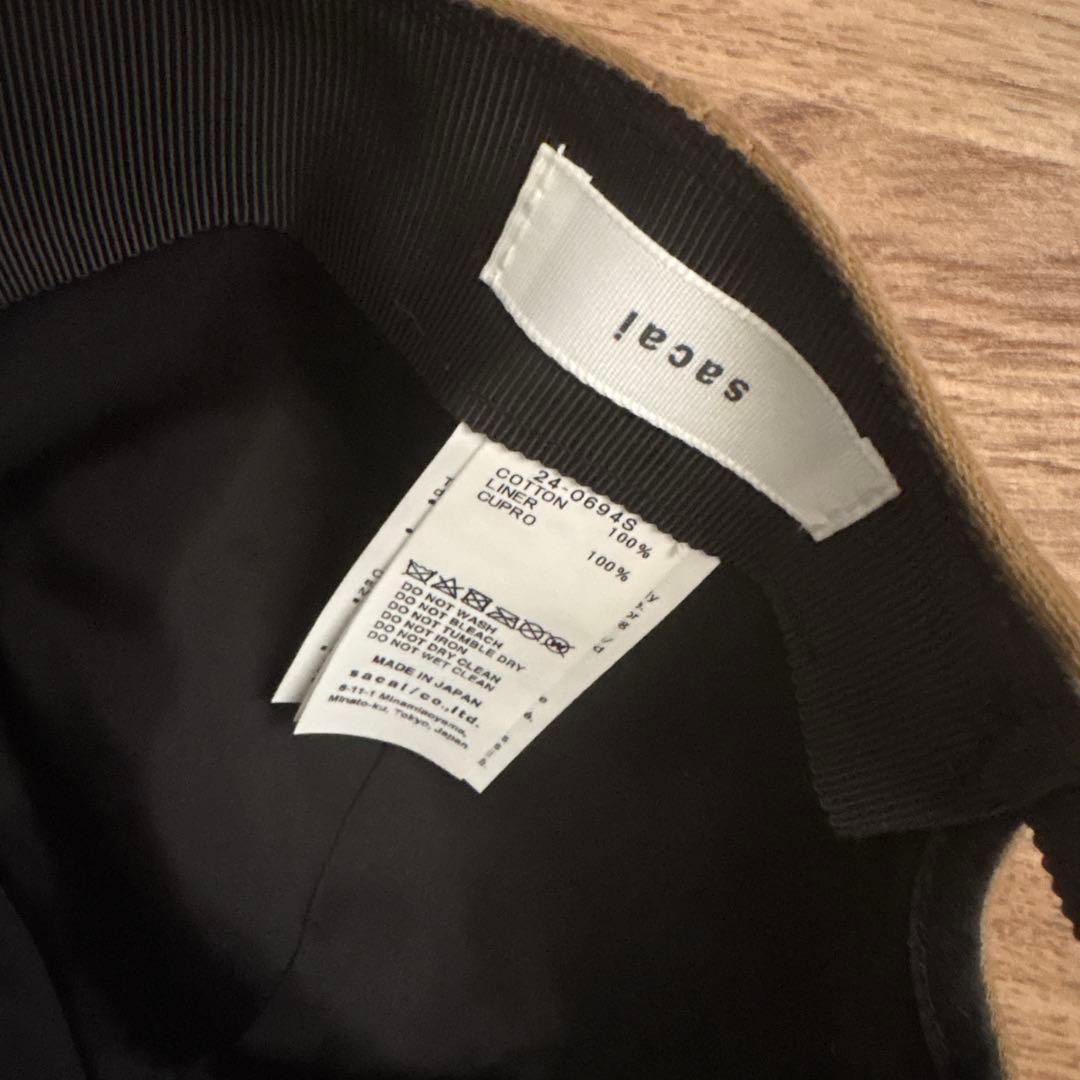 sacai
24-0694S
COTTON 100%
LINER
CUPRO 100%
DO NOT WASH
DO NOT BLEACH
DO NOT TUMBLE DRY
DO NOT IRON
DO NOT DRY CLEAN
DO NOT WET CLEAN
MADE IN JAPAN
sacai/co.,ltd.
6-11-1 Minamiaoyama,
Minato-ku, Tokyo, Japan